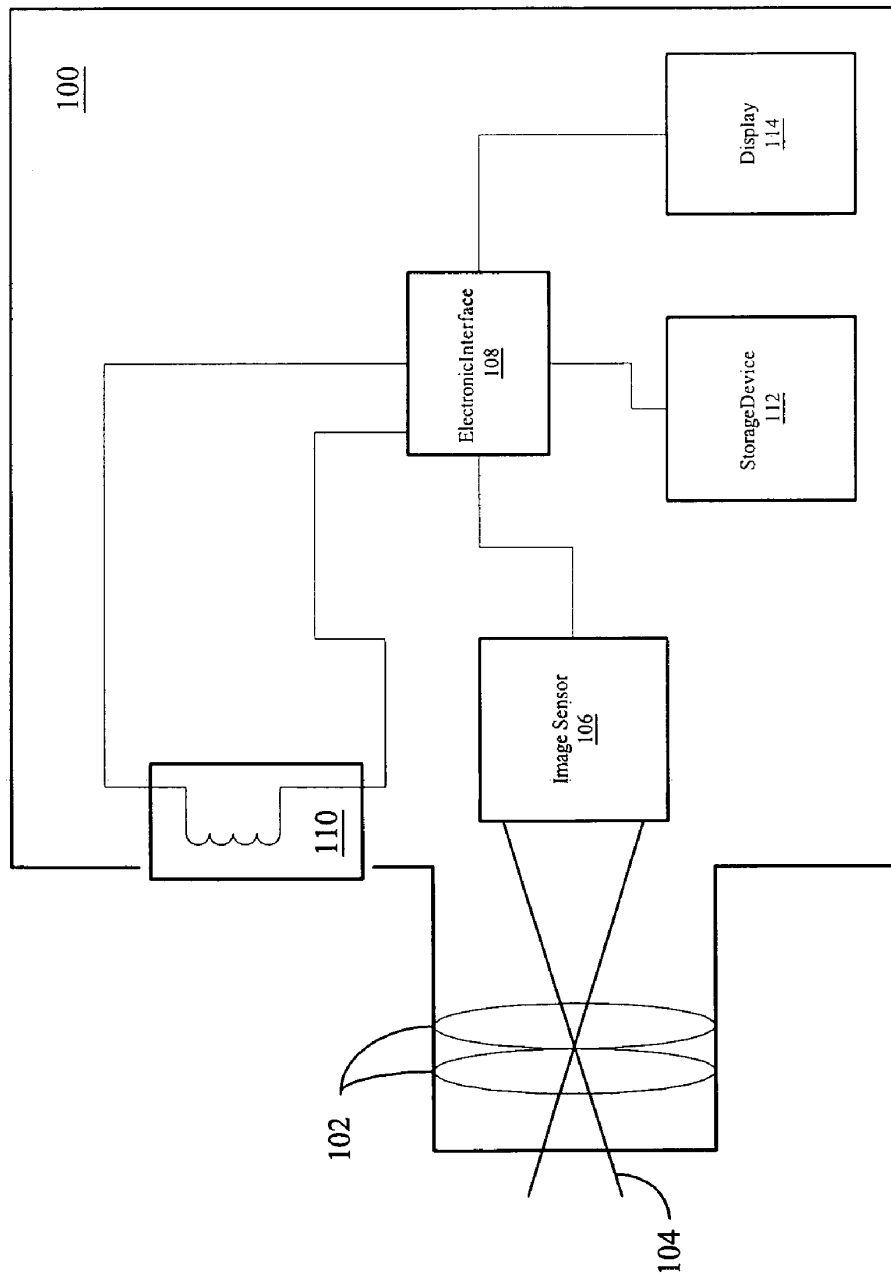 100
110
ElectronicInterface
108
Display
114
StorageDevice
112
Image Sensor
106
102
104